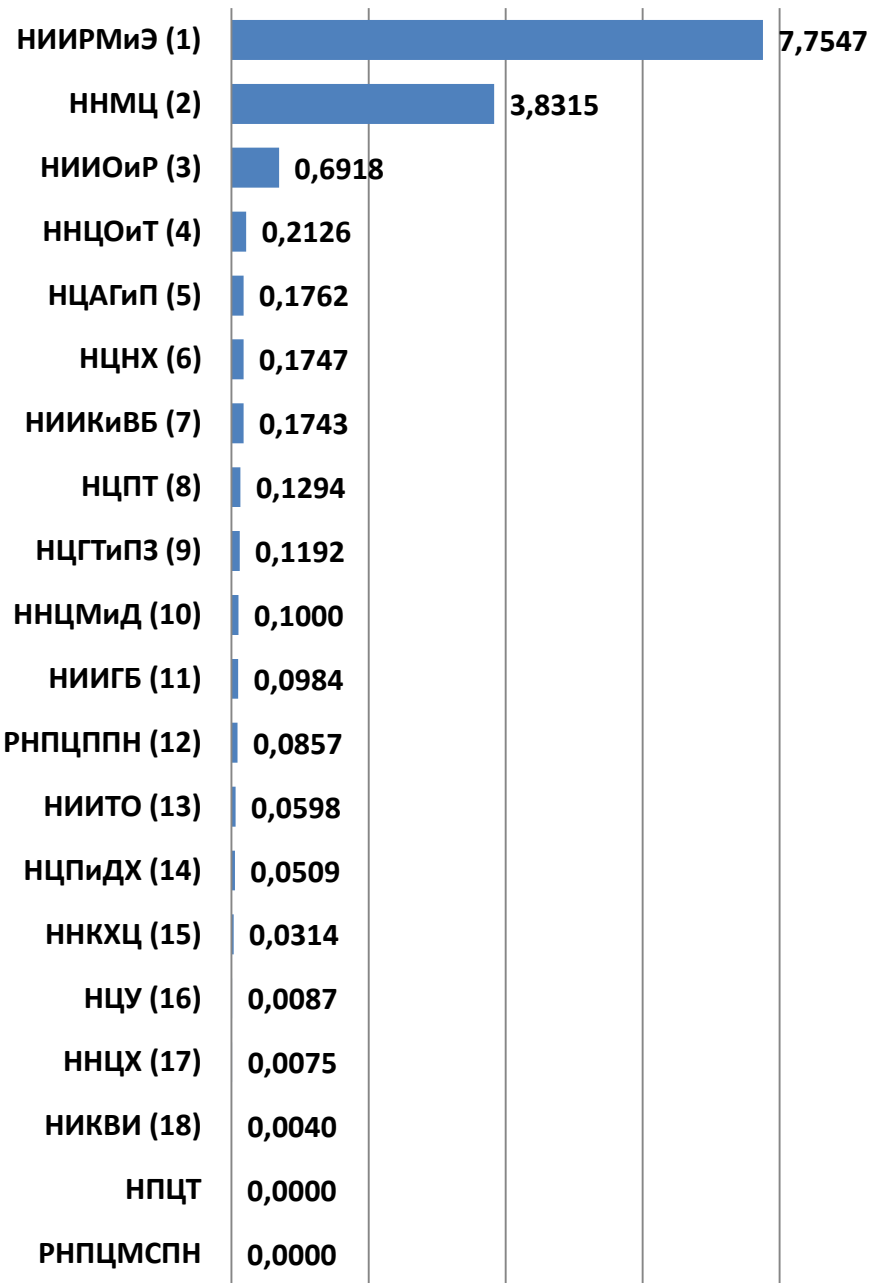 НИИРМиЭ (1) 7,7547
ННМЦ (2) 3,8315
НИИОиР (3) 0,6918
ННЦОиТ (4) 0,2126
НЦАГиП (5) 0,1762
НЦНХ (6) 0,1747
НИИКиВБ (7) 0,1743
НЦПТ (8) 0,1294
НЦГТиПЗ (9) 0,1192
ННЦМиД (10) 0,1000
НИИГБ (11) 0,0984
РНПЦППН (12) 0,0857
НИИТО (13) 0,0598
НЦПиДХ (14) 0,0509
ННКХЦ (15) 0,0314
НЦУ (16) 0,0087
ННЦХ (17) 0,0075
НИКВИ (18) 0,0040
НПЦТ 0,0000
РНПЦМСПН 0,0000